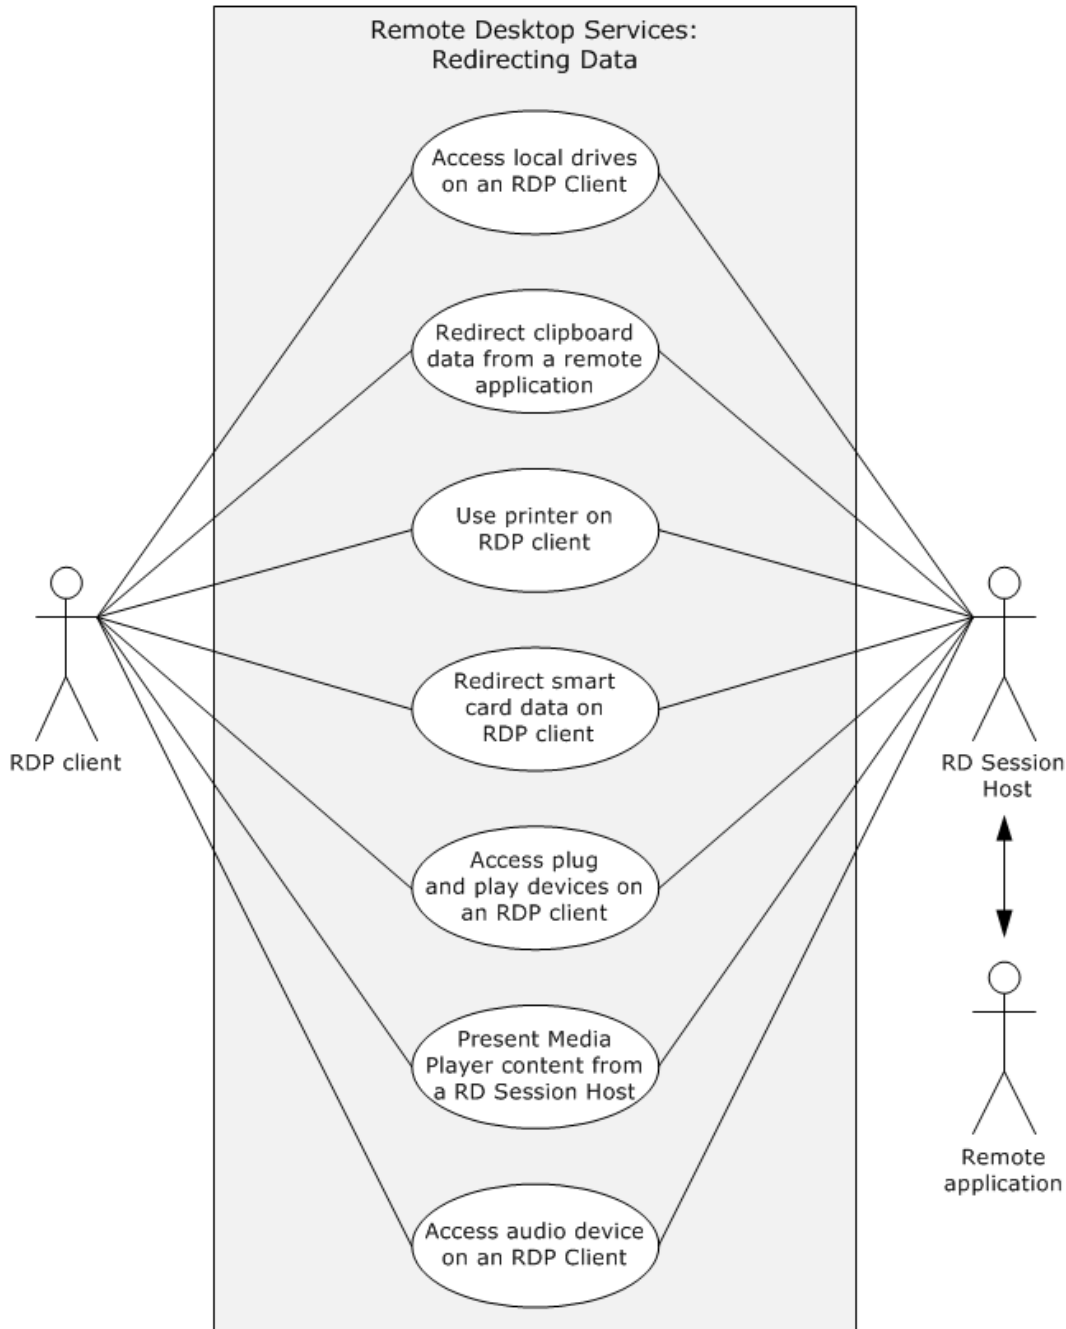 Remote Desktop Services:
Redirecting Data
Access local drives
on an RDP Client
Redirect clipboard
data from a remote
application
Use printer on
RDP client
Redirect smart
card data on
RDP client
RDP client
RD Session
Host
Access plug
and play devices on
an RDP client
Present Media
Player content from
a RD Session Host
Remote
application
Access audio device
on an RDP Client